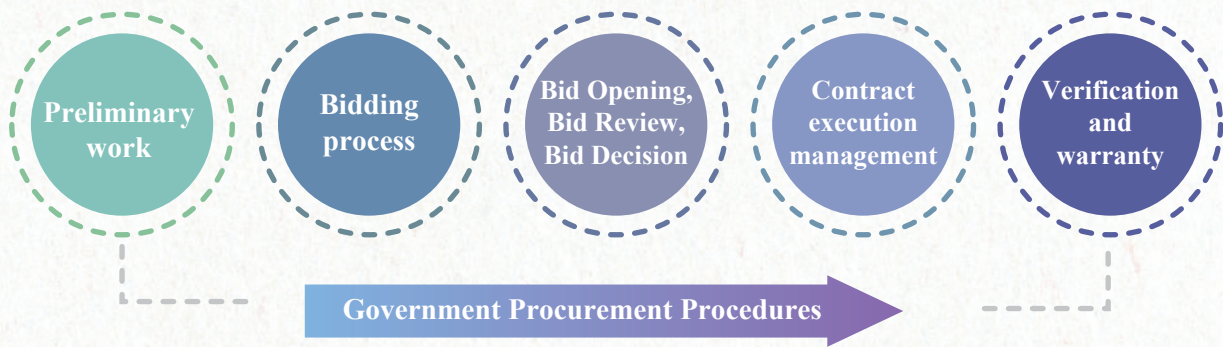 Preliminary
work
Bidding
process
Bid Opening,
Bid Review,
Bid Decision
Contract
execution
management
Verification
and
warranty
Government Procurement Procedures